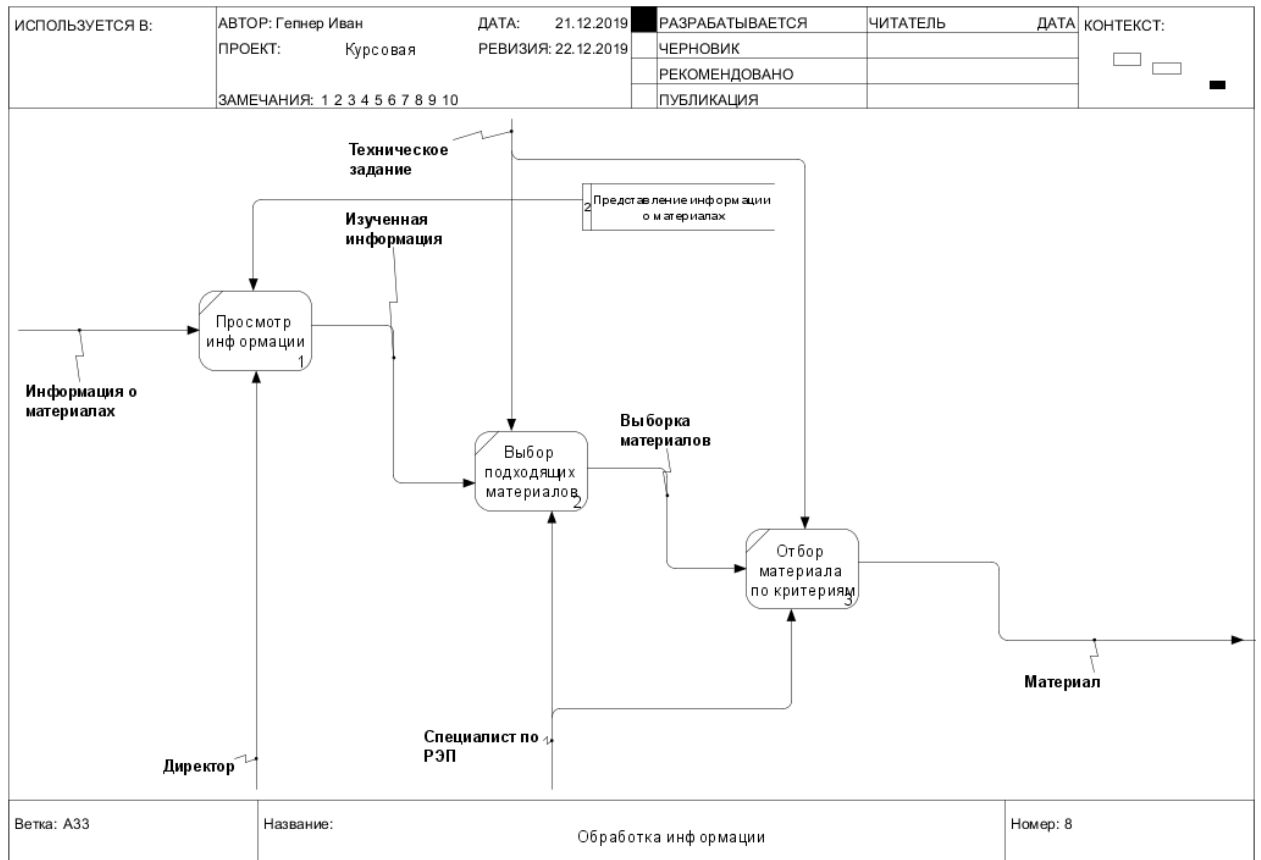 ИСПОЛЬЗУЕТСЯ В:
АВТОР: Гепнер Иван
ДАТА: 21.12.2019
РАЗРАБАТЫВАЕТСЯ
ЧИТАТЕЛЬ
ДАТА
КОНТЕКСТ:
ПРОЕКТ: Курсовая
РЕВИЗИЯ: 22.12.2019
ЧЕРНОВИК
РЕКОМЕНДОВАНО
ЗАМЕЧАНИЯ: 1 2 3 4 5 6 7 8 9 10
ПУБЛИКАЦИЯ
Техническое
задание
2
Представление информации
о материалах
Изученная
информация
Просмотр
информации
1
Информация о
материалах
Выборка
материалов
Выбор
подходящих
материалов
2
Отбор
материала
по критериям
3
Материал
Специалист по
РЭП
Директор
Ветка: A33
Название:
Обработка информации
Номер: 8